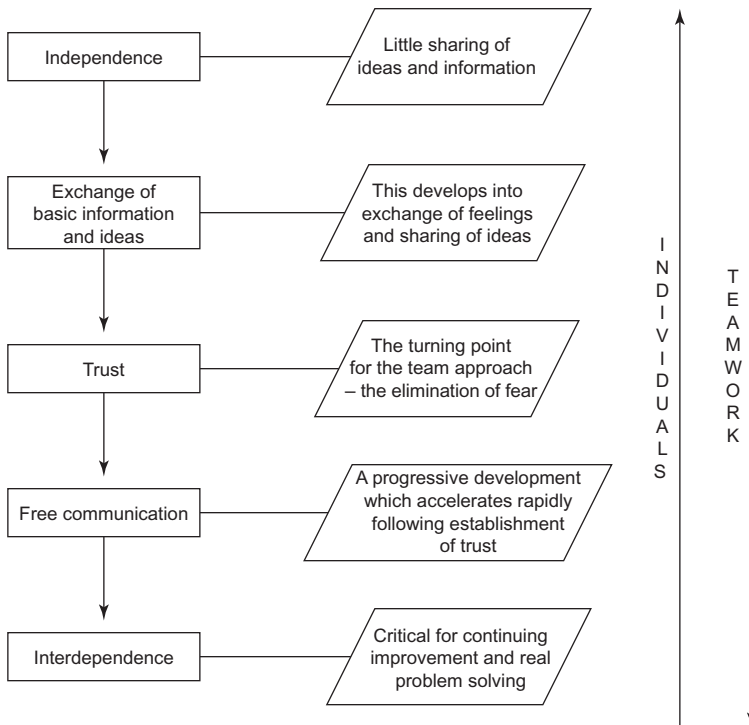 Independence
Little sharing of
ideas and information
Exchange of
basic information
and ideas
This develops into
exchange of feelings
and sharing of ideas
Trust
The turning point
for the team approach
– the elimination of fear
Free communication
A progressive development
which accelerates rapidly
following establishment
of trust
Interdependence
Critical for continuing
improvement and real
problem solving
INDIVIDUALS
TEAMWORK